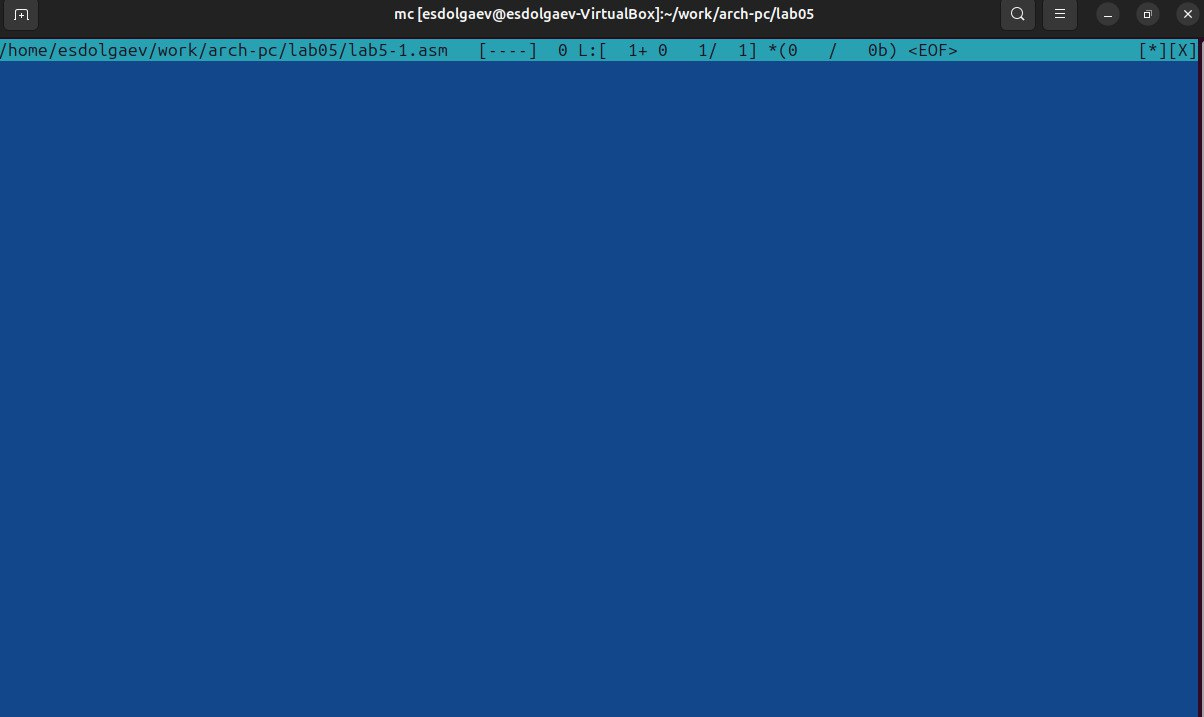 mc [esdolgaev@esdolgaev-VirtualBox]:~/work/arch-pc/lab05
/home/esdolgaev/work/arch-pc/lab05/lab5-1.asm   [----]  0 L:[  1+ 0   1/  1] *(0   /   0b) <EOF>                  [*][X]